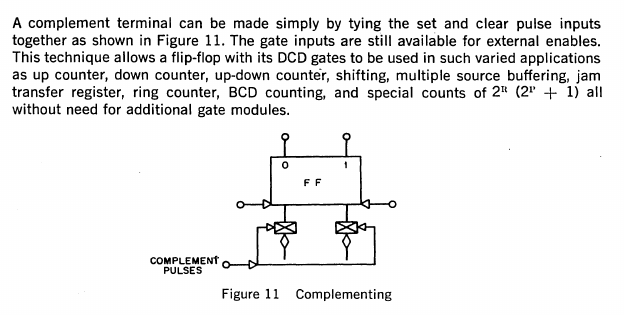 A complement terminal can be made simply by tying the set and clear pulse inputs
together as shown in Figure 11. The gate inputs are still available for external enables.
This technique allows a flip-flop with its DCD gates to be used in such varied applications
as up counter, down counter, up-down counter, shifting, multiple source buffering, jam
transfer register, ring counter, BCD counting, and special counts of 2ⁿ (2ᵖ + 1) all
without need for additional gate modules.
0 1
F F
COMPLEMENT
PULSES
Figure 11 Complementing